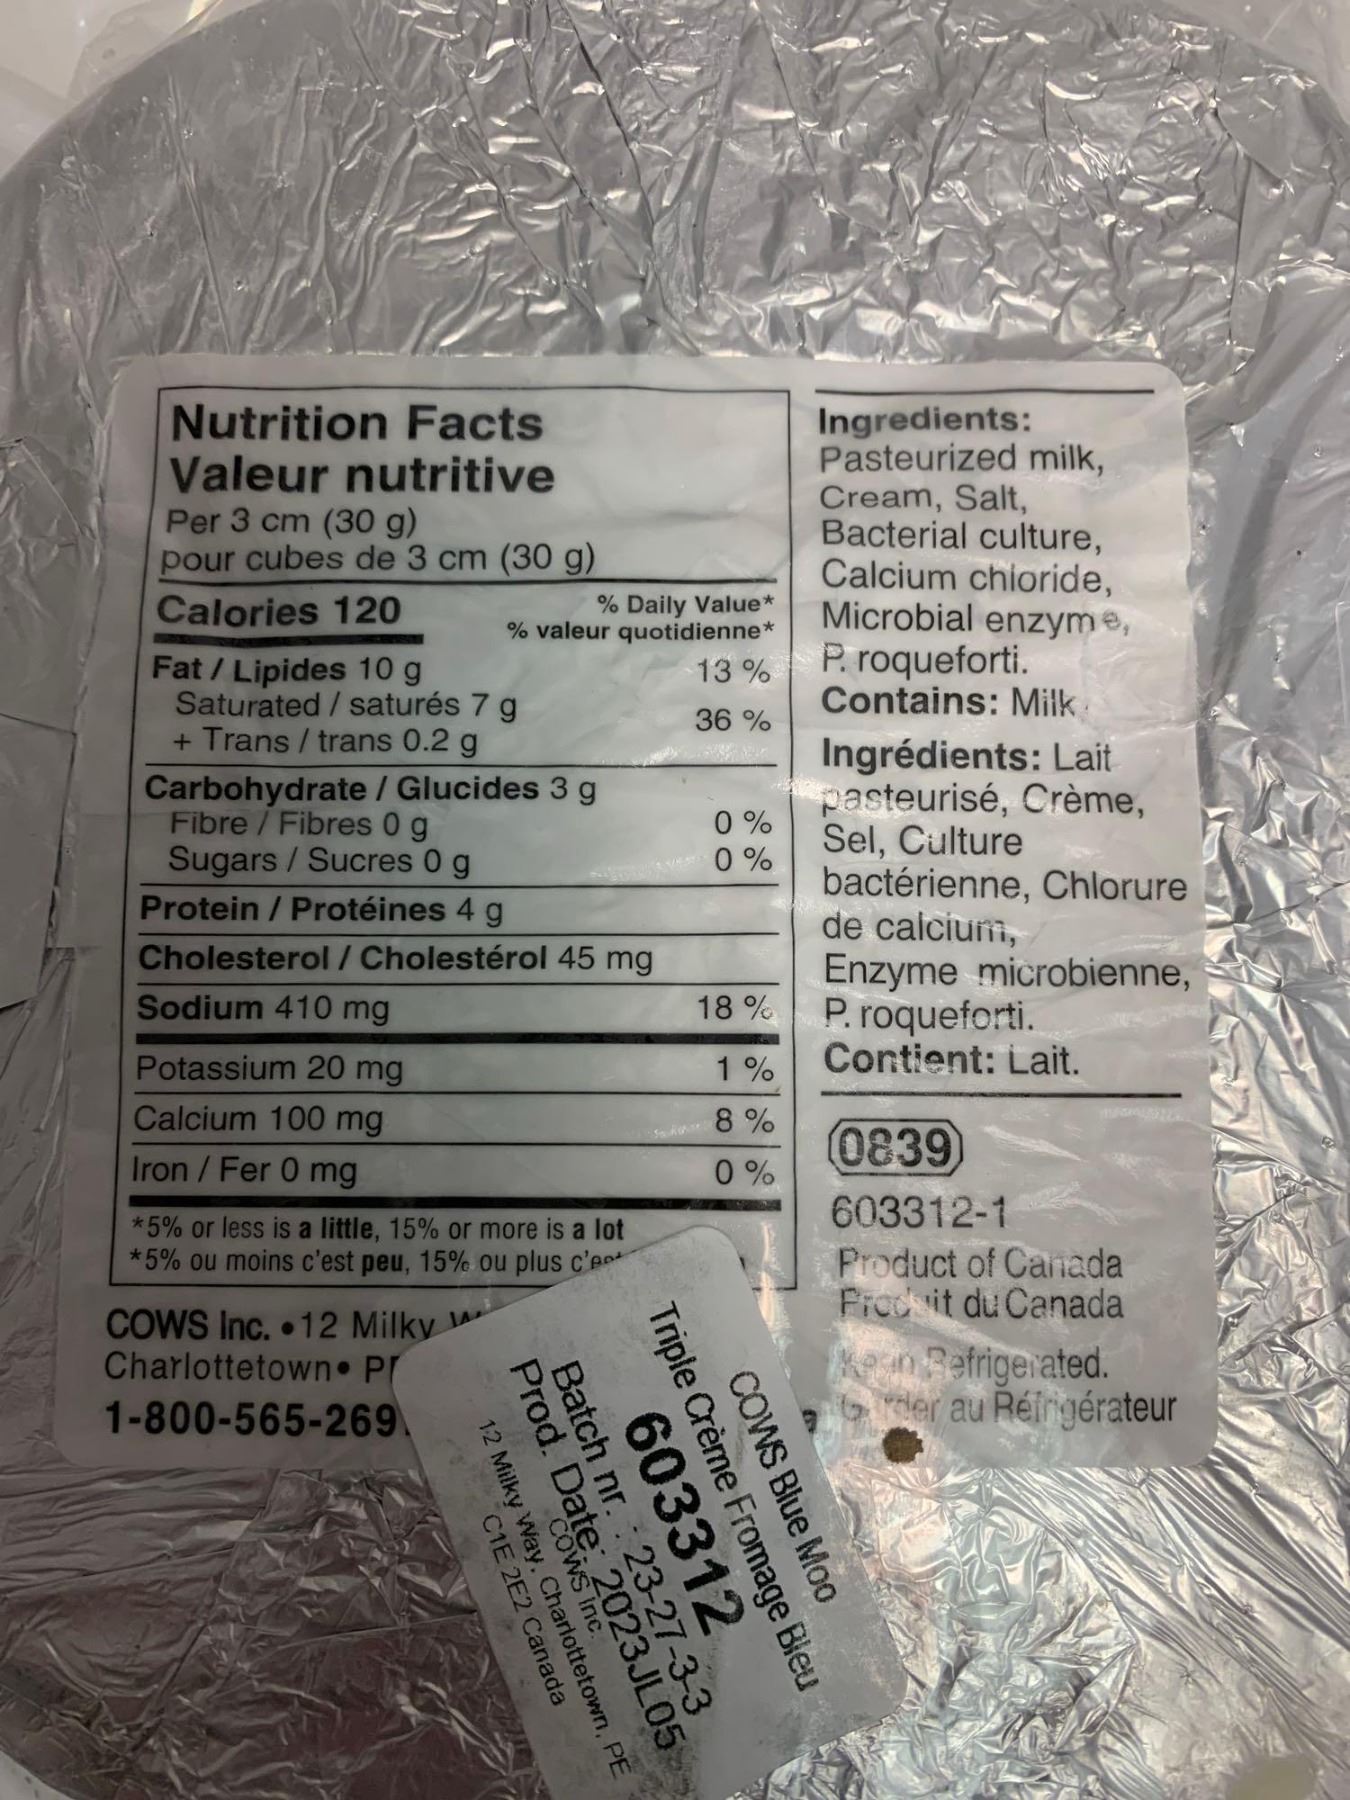 Nutrition Facts
Valeur nutritive
Per 3 cm (30 g)
pour cubes de 3 cm (30 g)
Calories 120
% Daily Value*
% valeur quotidienne*
Fat / Lipides 10 g 13 %
Saturated / saturés 7 g
+ Trans / trans 0.2 g
36 %
Carbohydrate / Glucides 3 g
Fibre / Fibres 0 g 0 %
Sugars / Sucres 0 g 0 %
Protein / Protéines 4 g
Cholesterol / Cholestérol 45 mg
Sodium 410 mg 18 %
Potassium 20 mg 1 %
Calcium 100 mg 8 %
Iron / Fer 0 mg 0 %
*5% or less is a little, 15% or more is a lot
*5% ou moins c'est peu, 15% ou plus
COWS Inc. • 12 Milky
Charlottetown•
1-800-565-269
Ingredients:
Pasteurized milk,
Cream, Salt,
Bacterial culture,
Calcium chloride,
Microbial enzyme,
P. roqueforti.
Contains: Milk
Ingrédients: Lait
pasteurisé, Crème,
Sel, Culture
bactérienne, Chlorure
de calcium,
Enzyme microbienne,
P. roqueforti.
Contient: Lait.
0839
603312-1
Product of Canada
Produit du Canada
Refrigerated.
Garder au Réfrigérateur
COWS Blue Moo
Triple Crème Fromage Bleu
603312
Batch nr. : 23-27-3-3
Prod. Date: 2023JL05
COWS Inc.
12 Milky Way, Charlottetown, PE
C1E 2E2 Canada